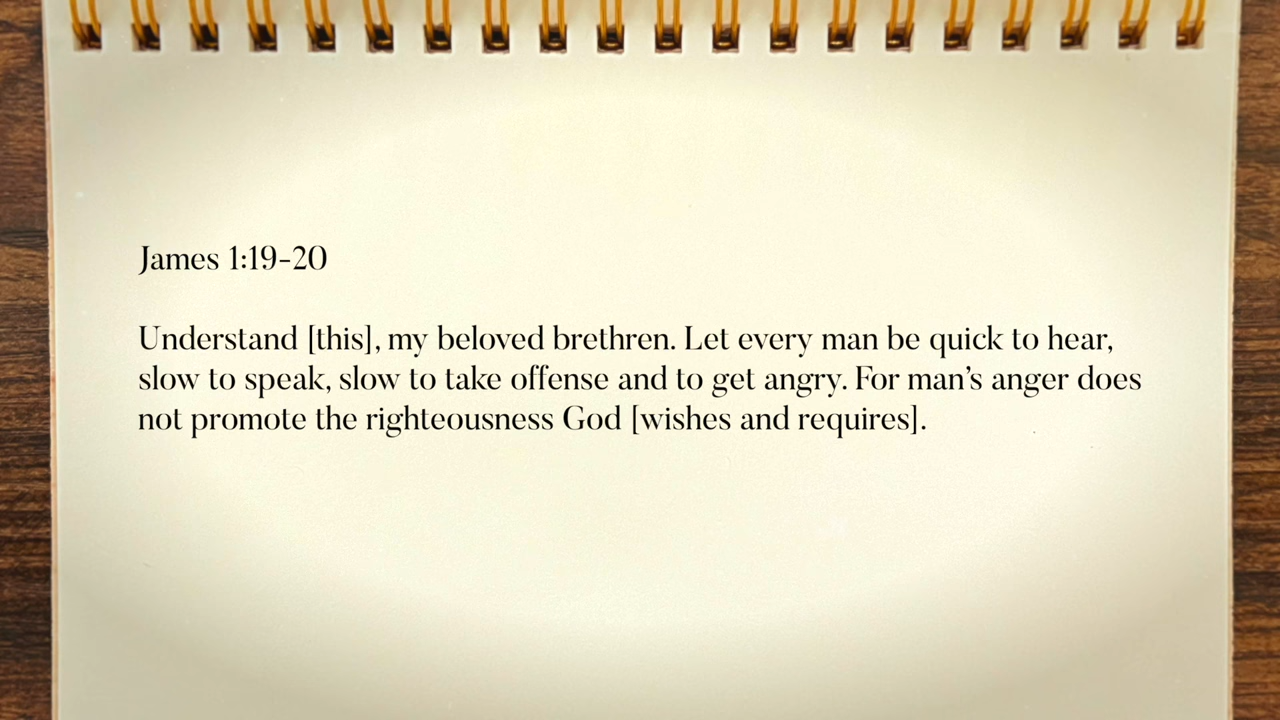 James 1:19-20
Understand [this], my beloved brethren. Let every man be quick to hear,
slow to speak, slow to take offense and to get angry. For man's anger does
not promote the righteousness God [wishes and requires].